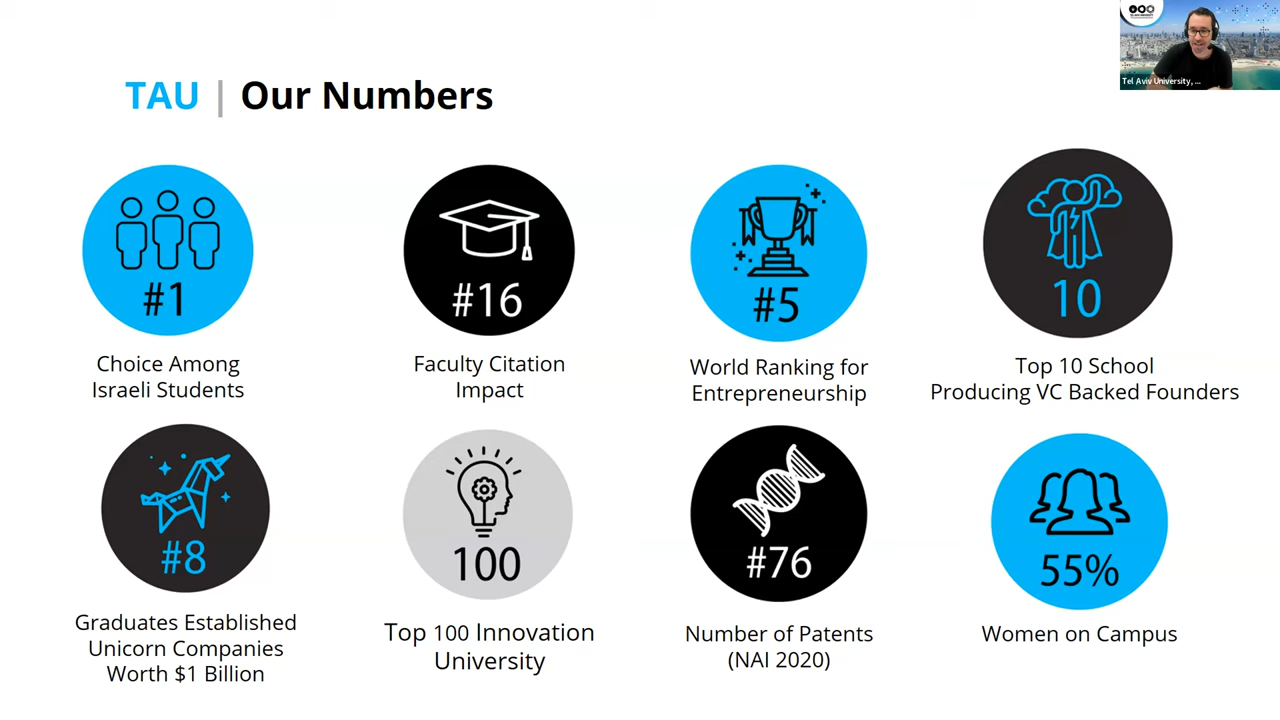 TAU | Our Numbers
Tel Aviv University, ...
#1
Choice Among
Israeli Students
#16
Faculty Citation
Impact
#5
World Ranking for
Entrepreneurship
10
Top 10 School
Producing VC Backed Founders
#8
Graduates Established
Unicorn Companies
Worth $1 Billion
100
Top 100 Innovation
University
#76
Number of Patents
(NAI 2020)
55%
Women on Campus